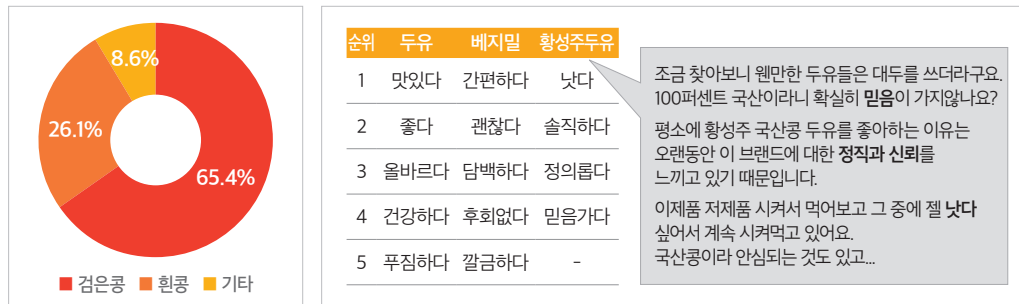 8.6%
26.1%
65.4%
검은콩 흰콩 기타
순위 두유 베지밀 황성주두유
1 맛있다 간편하다 낫다
2 좋다 괜찮다 솔직하다
3 올바르다 담백하다 정의롭다
4 건강하다 후회없다 믿음가다
5 푸짐하다 깔금하다 -
조금 찾아보니 웬만한 두유들은 대두를 쓰더라구요.
100퍼센트 국산이라니 확실히 믿음이 가지않나요?
평소에 황성주 국산콩 두유를 좋아하는 이유는
오랜동안 이 브랜드에 대한 정직과 신뢰를
느끼고 있기 때문입니다.
이제품 저제품 시켜서 먹어보고 그 중에 젤 낫다
싶어서 계속 시켜먹고 있어요.
국산콩이라 안심되는 것도 있고...